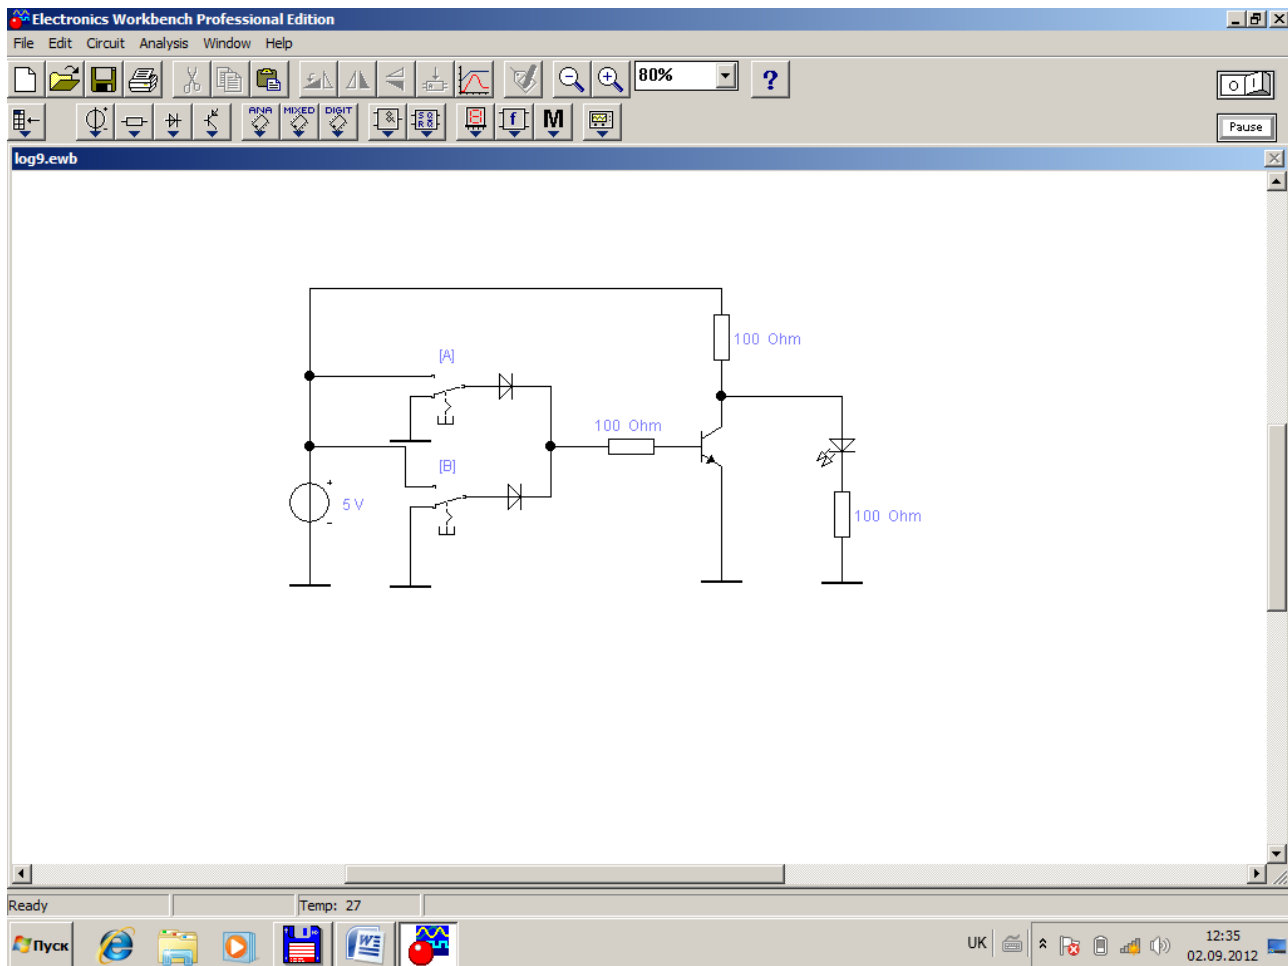 Electronics Workbench Professional Edition
File Edit Circuit Analysis Window Help
80%
?
ANA MIXED DIGIT
M
Pause
log9.ewb
100 Ohm
[A]
100 Ohm
[B]
5 V
100 Ohm
Ready
Temp: 27
Пуск
UK
12:35
02.09.2012